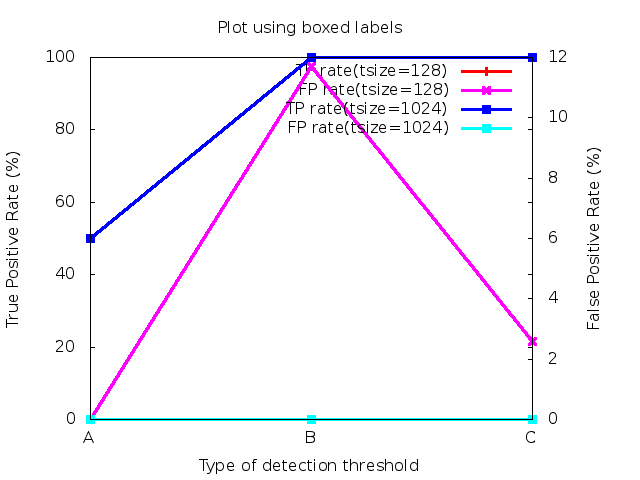 Plot using boxed labels
100
80
60
40
20
0
12
10
8
6
4
2
0
TP rate(tsize=128)
FP rate(tsize=128)
TP rate(tsize=1024)
FP rate(tsize=1024)
True Positive Rate (%)
False Positive Rate (%)
A B C
Type of detection threshold